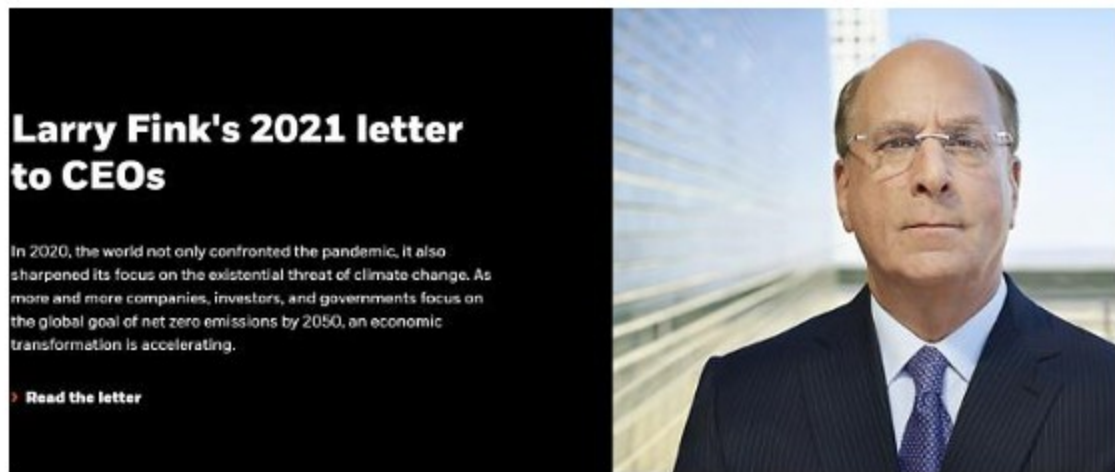 Larry Fink's 2021 letter
to CEOs
In 2020, the world not only confronted the pandemic, it also
sharpened its focus on the existential threat of climate change. As
more and more companies, investors, and governments focus on
the global goal of net zero emissions by 2050, an economic
transformation is accelerating.
› Read the letter